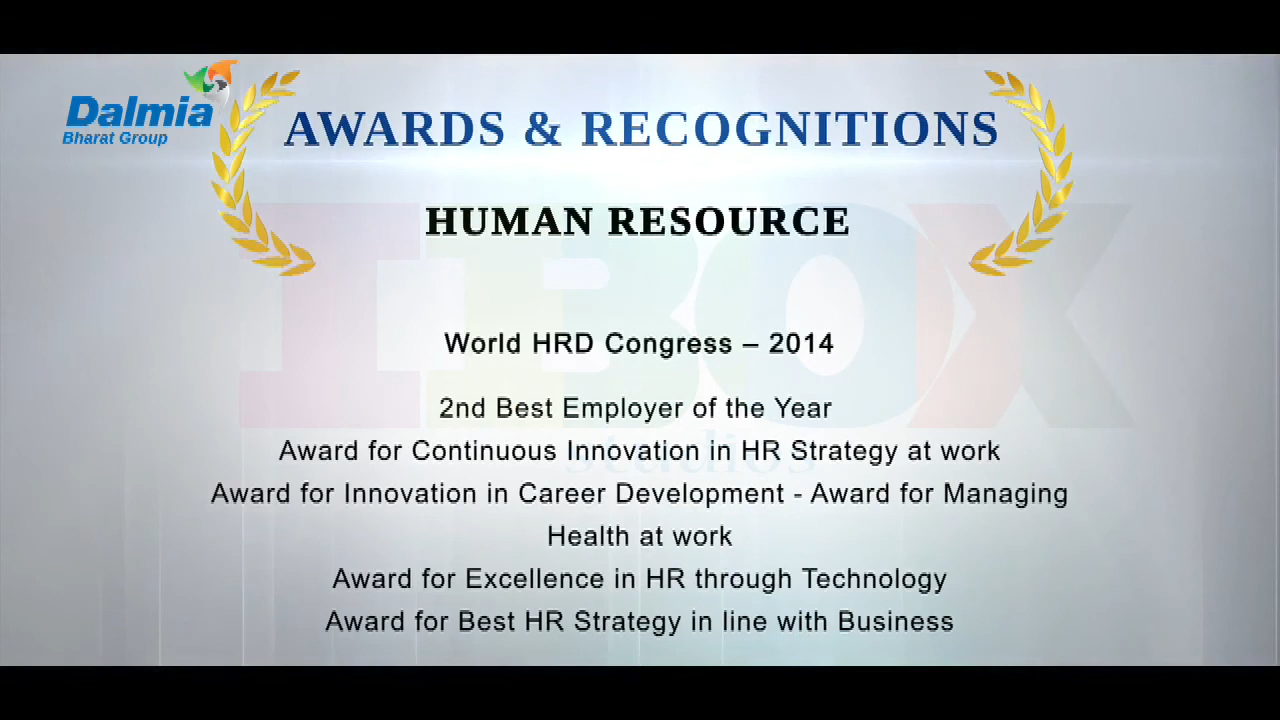 Dalmia
Bharat Group
AWARDS & RECOGNITIONS
HUMAN RESOURCE
IBOX
studios
World HRD Congress – 2014
2nd Best Employer of the Year
Award for Continuous Innovation in HR Strategy at work
Award for Innovation in Career Development - Award for Managing
Health at work
Award for Excellence in HR through Technology
Award for Best HR Strategy in line with Business